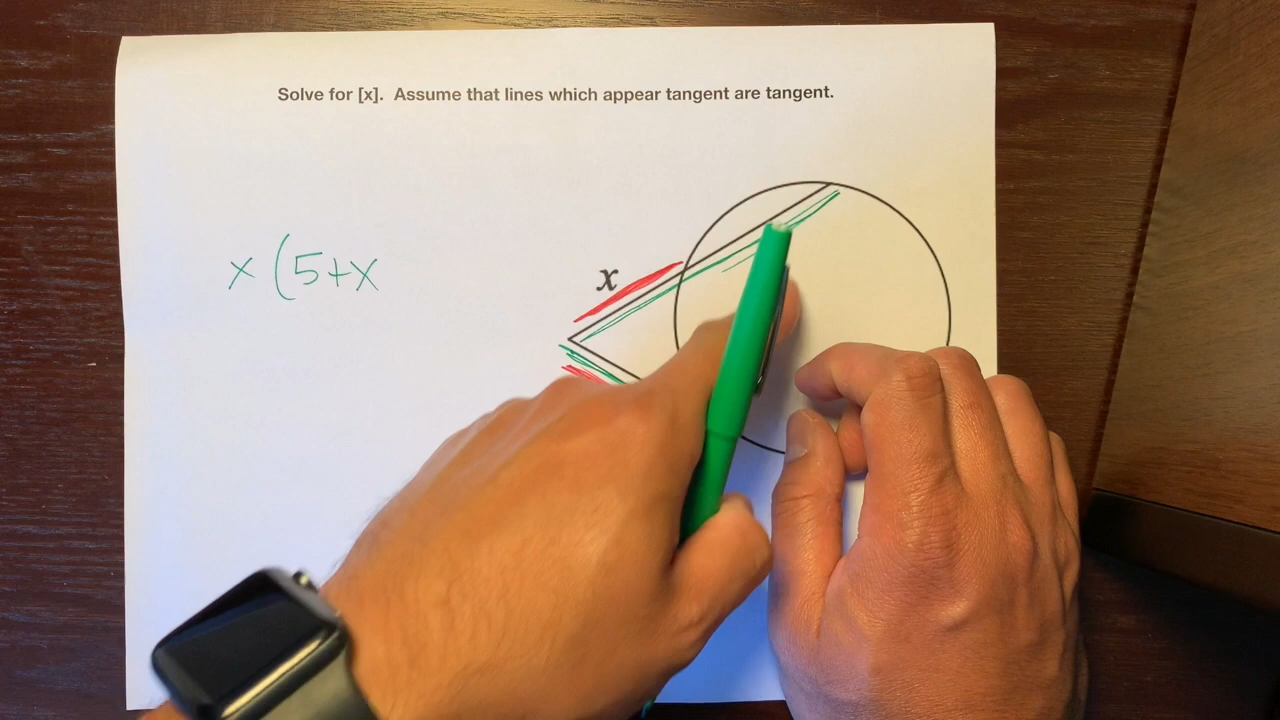 Solve for [x]. Assume that lines which appear tangent are tangent.
x (5+x
x